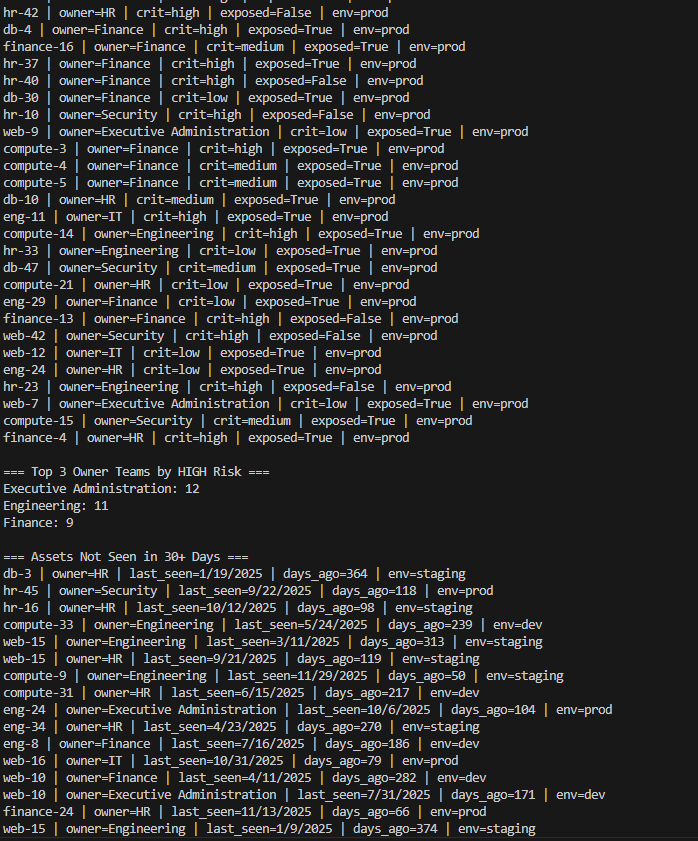 hr-42 | owner=HR | crit=high | exposed=False | env=prod
db-4 | owner=Finance | crit=high | exposed=True | env=prod
finance-16 | owner=Finance | crit=medium | exposed=True | env=prod
hr-37 | owner=Finance | crit=high | exposed=True | env=prod
hr-40 | owner=Finance | crit=high | exposed=False | env=prod
db-30 | owner=Finance | crit=low | exposed=True | env=prod
hr-10 | owner=Security | crit=high | exposed=False | env=prod
web-9 | owner=Executive Administration | crit=low | exposed=True | env=prod
compute-3 | owner=Finance | crit=high | exposed=True | env=prod
compute-4 | owner=Finance | crit=medium | exposed=True | env=prod
compute-5 | owner=Finance | crit=medium | exposed=True | env=prod
db-10 | owner=HR | crit=medium | exposed=True | env=prod
eng-11 | owner=IT | crit=high | exposed=True | env=prod
compute-14 | owner=Engineering | crit=high | exposed=True | env=prod
hr-33 | owner=Engineering | crit=low | exposed=True | env=prod
db-47 | owner=Security | crit=medium | exposed=True | env=prod
compute-21 | owner=HR | crit=low | exposed=True | env=prod
eng-29 | owner=Finance | crit=low | exposed=True | env=prod
finance-13 | owner=Finance | crit=high | exposed=False | env=prod
web-42 | owner=Security | crit=high | exposed=False | env=prod
web-12 | owner=IT | crit=low | exposed=True | env=prod
eng-24 | owner=HR | crit=low | exposed=True | env=prod
hr-23 | owner=Engineering | crit=high | exposed=False | env=prod
web-7 | owner=Executive Administration | crit=low | exposed=True | env=prod
compute-15 | owner=Security | crit=medium | exposed=True | env=prod
finance-4 | owner=HR | crit=high | exposed=True | env=prod
=== Top 3 Owner Teams by HIGH Risk ===
Executive Administration: 12
Engineering: 11
Finance: 9
=== Assets Not Seen in 30+ Days ===
db-3 | owner=HR | last_seen=1/19/2025 | days_ago=364 | env=staging
hr-45 | owner=Security | last_seen=9/22/2025 | days_ago=118 | env=prod
hr-16 | owner=HR | last_seen=10/12/2025 | days_ago=98 | env=staging
compute-33 | owner=Engineering | last_seen=5/24/2025 | days_ago=239 | env=dev
web-15 | owner=Engineering | last_seen=3/11/2025 | days_ago=313 | env=staging
web-15 | owner=HR | last_seen=9/21/2025 | days_ago=119 | env=staging
compute-9 | owner=Engineering | last_seen=11/29/2025 | days_ago=50 | env=staging
compute-31 | owner=HR | last_seen=6/15/2025 | days_ago=217 | env=dev
eng-24 | owner=Executive Administration | last_seen=10/6/2025 | days_ago=104 | env=prod
eng-34 | owner=HR | last_seen=4/23/2025 | days_ago=270 | env=staging
eng-8 | owner=Finance | last_seen=7/16/2025 | days_ago=186 | env=dev
web-16 | owner=IT | last_seen=10/31/2025 | days_ago=79 | env=prod
web-10 | owner=Finance | last_seen=4/11/2025 | days_ago=282 | env=dev
web-10 | owner=Executive Administration | last_seen=7/31/2025 | days_ago=171 | env=dev
finance-24 | owner=HR | last_seen=11/13/2025 | days_ago=66 | env=prod
web-15 | owner=Engineering | last_seen=1/9/2025 | days_ago=374 | env=staging